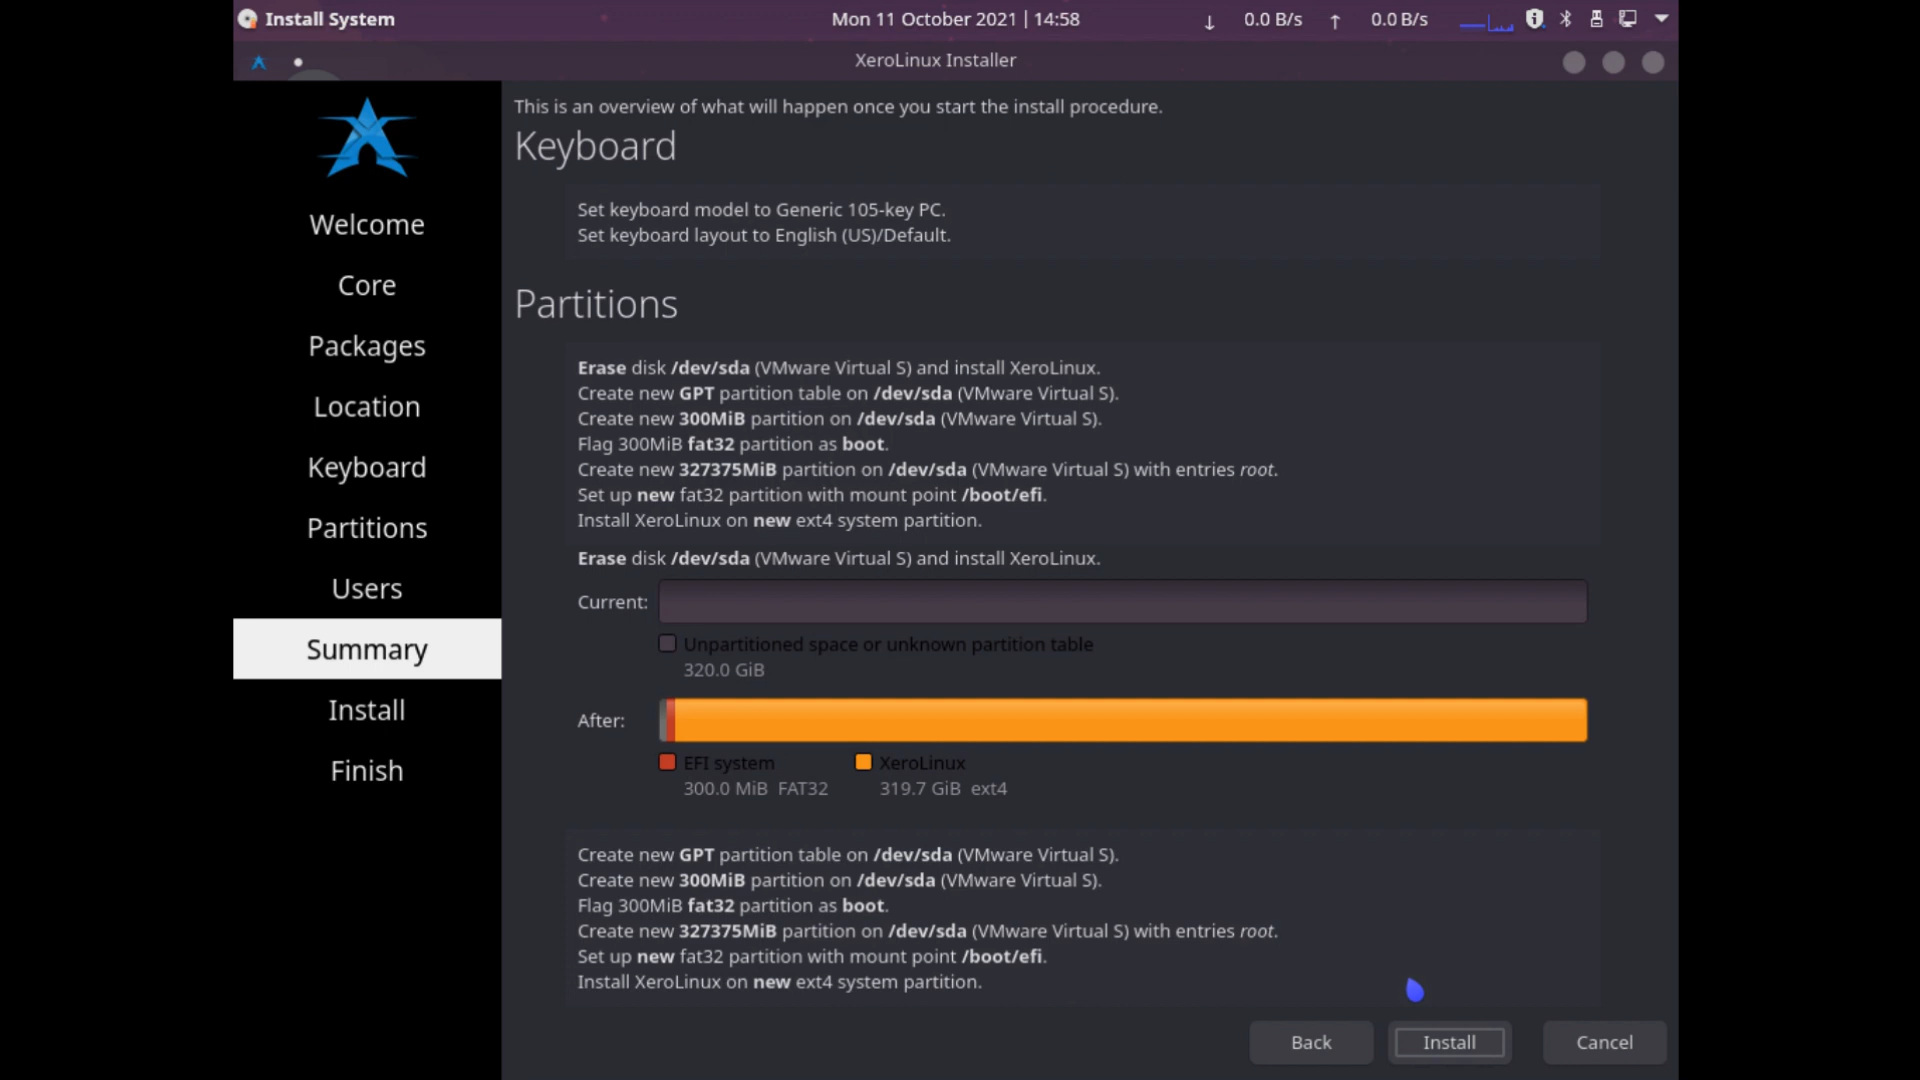 Install System
Mon 11 October 2021 | 14:58
↓ 0.0 B/s ↑ 0.0 B/s
XeroLinux Installer
Welcome
Core
Packages
Location
Keyboard
Partitions
Users
Summary
Install
Finish
This is an overview of what will happen once you start the install procedure.
Keyboard
Set keyboard model to Generic 105-key PC.
Set keyboard layout to English (US)/Default.
Partitions
Erase disk /dev/sda (VMware Virtual S) and install XeroLinux.
Create new GPT partition table on /dev/sda (VMware Virtual S).
Create new 300MiB partition on /dev/sda (VMware Virtual S).
Flag 300MiB fat32 partition as boot.
Create new 327375MiB partition on /dev/sda (VMware Virtual S) with entries root.
Set up new fat32 partition with mount point /boot/efi.
Install XeroLinux on new ext4 system partition.
Erase disk /dev/sda (VMware Virtual S) and install XeroLinux.
Current:
Unpartitioned space or unknown partition table
320.0 GiB
After:
EFI system XeroLinux
300.0 MiB FAT32 319.7 GiB ext4
Create new GPT partition table on /dev/sda (VMware Virtual S).
Create new 300MiB partition on /dev/sda (VMware Virtual S).
Flag 300MiB fat32 partition as boot.
Create new 327375MiB partition on /dev/sda (VMware Virtual S) with entries root.
Set up new fat32 partition with mount point /boot/efi.
Install XeroLinux on new ext4 system partition.
Back Install Cancel